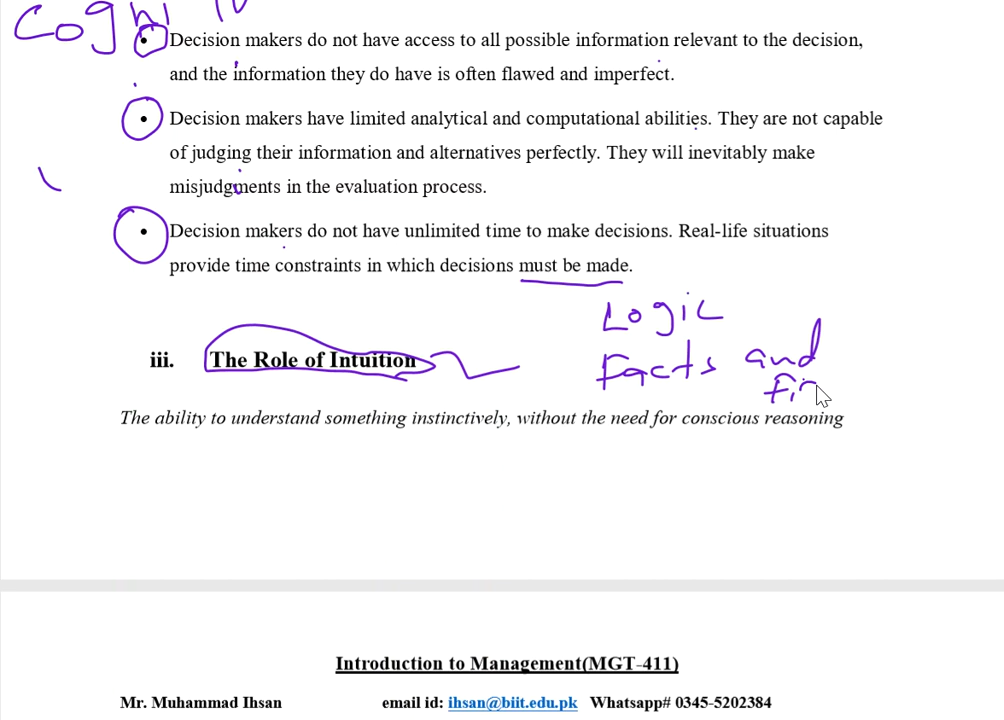 Decision makers do not have access to all possible information relevant to the decision,
and the information they do have is often flawed and imperfect.
Decision makers have limited analytical and computational abilities. They are not capable
of judging their information and alternatives perfectly. They will inevitably make
misjudgments in the evaluation process.
Decision makers do not have unlimited time to make decisions. Real-life situations
provide time constraints in which decisions must be made.
Logic
iii. The Role of Intuition
Facts and
The ability to understand something instinctively, without the need for conscious reasoning
Introduction to Management(MGT-411)
Mr. Muhammad Ihsan email id: ihsan@biit.edu.pk Whatsapp# 0345-5202384